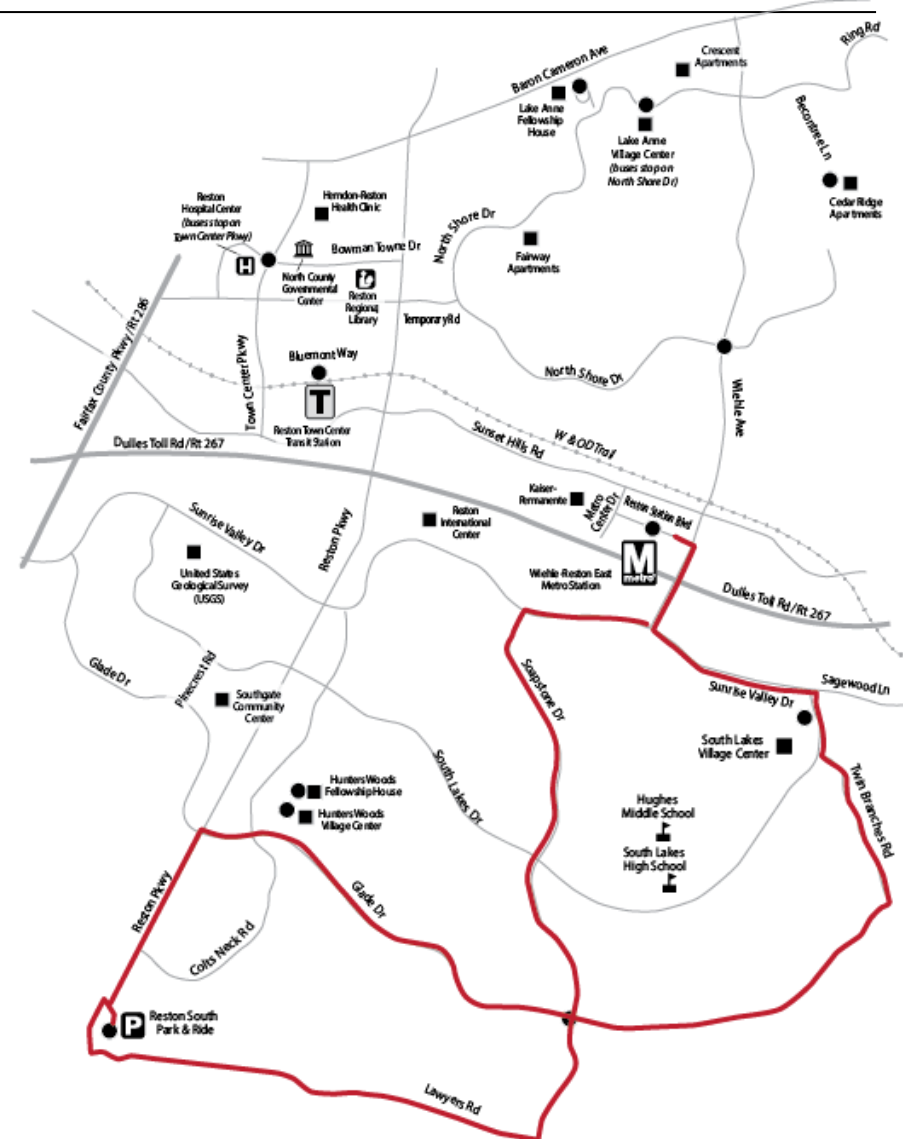 Ring Rd
Crescent
Apartments
Baron Cameron Ave
Lake Anne
Fellowship
House
Lake Anne
Village Center
(buses stop on
North Shore Dr)
Becontree Ln
Cedar Ridge
Apartments
Reston
Hospital Center
(buses stop on
Town Center Pkwy)
Herndon-Reston
Health Clinic
H
Bowman Towne Dr
North County
Governmental
Center
Reston
Regional
Library
North Shore Dr
Fairway
Apartments
Temporary Rd
Fairfax County Pkwy/Rt 286
Town Center Pkwy
Bluemont Way
T
Reston Town Center
Transit Station
North Shore Dr
Wiehle Ave
Dulles Toll Rd/Rt 267
Sunset Hills Rd
W & OD Trail
Kaiser-
Permanente
Metro
Center Dr
Reston Station Blvd
Reston
International
Center
Reston Pkwy
Sunrise Valley Dr
United States
Geological Survey
(USGS)
M
metro
Wiehle-Reston East
Metro Station
Dulles Toll Rd/Rt 267
Glade Dr
Pinecrest Rd
Soapstone Dr
Sagewood Ln
Sunrise Valley Dr
Southgate
Community
Center
South Lakes
Village Center
South Lakes Dr
Twin Branches Rd
Hunters Woods
Fellowship House
Hunters Woods
Village Center
Hughes
Middle School
South Lakes
High School
Reston Pkwy
Glade Dr
Colts Neck Rd
P
Reston South
Park & Ride
Lawyers Rd